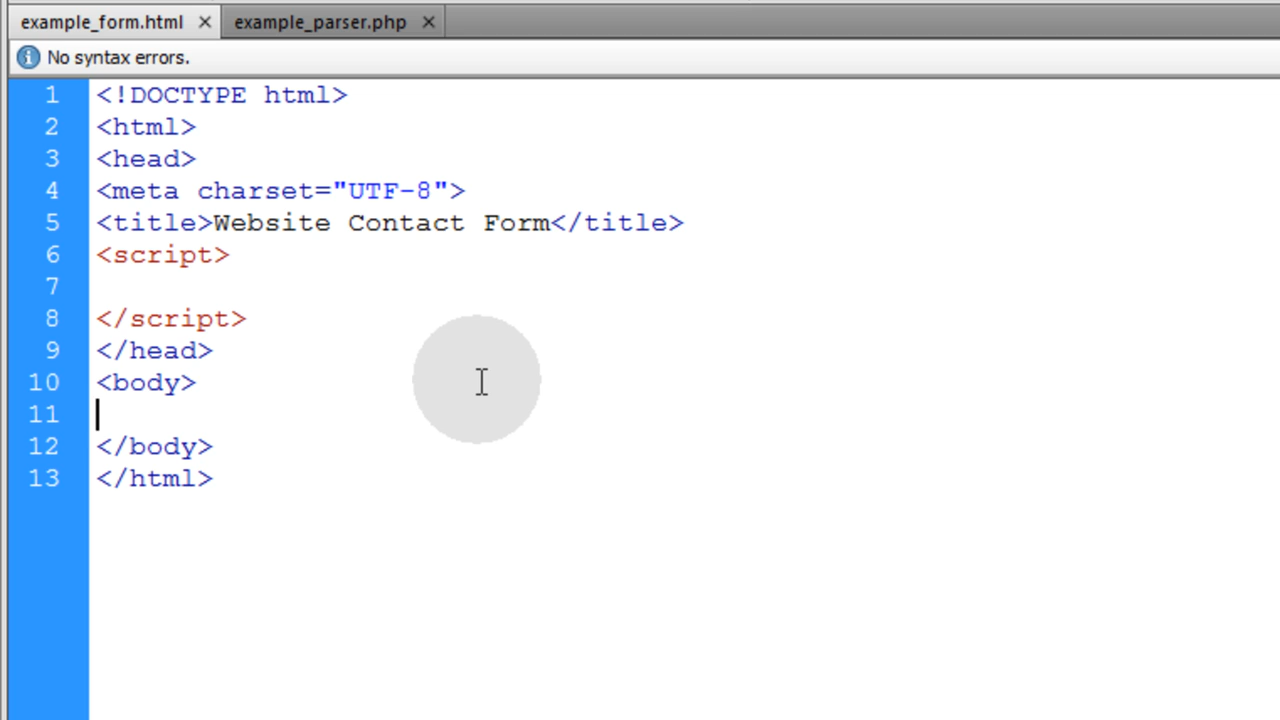 example_form.html × example_parser.php ×
No syntax errors.
1 <!DOCTYPE html>
2 <html>
3 <head>
4 <meta charset="UTF-8">
5 <title>Website Contact Form</title>
6 <script>
7
8 </script>
9 </head>
10 <body>
11
12 </body>
13 </html>